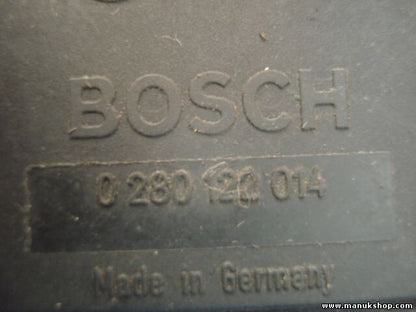 BOSCH
0 280 120 014
Made in Germany
www.manukshop.com